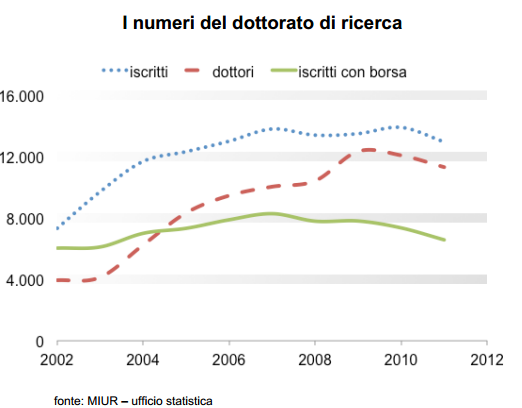 I numeri del dottorato di ricerca
iscritti dottori iscritti con borsa
16.000
12.000
8.000
4.000
0
2002 2004 2006 2008 2010 2012
fonte: MIUR – ufficio statistica